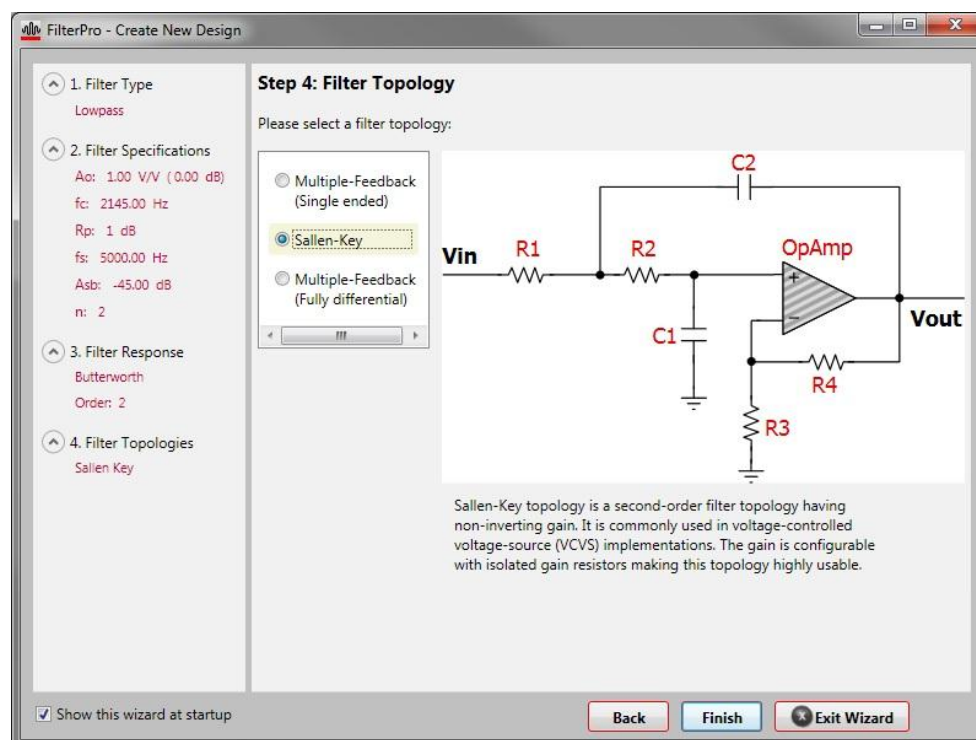 FilterPro - Create New Design
1. Filter Type
Lowpass
2. Filter Specifications
Ao: 1.00 V/V ( 0.00 dB)
fc: 2145.00 Hz
Rp: 1 dB
fs: 5000.00 Hz
Asb: -45.00 dB
n: 2
3. Filter Response
Butterworth
Order: 2
4. Filter Topologies
Sallen Key
Step 4: Filter Topology
Please select a filter topology:
Multiple-Feedback
(Single ended)
Sallen-Key
Multiple-Feedback
(Fully differential)
C2
Vin
R1
R2
OpAmp
C1
Vout
R4
R3
Sallen-Key topology is a second-order filter topology having
non-inverting gain. It is commonly used in voltage-controlled
voltage-source (VCVS) implementations. The gain is configurable
with isolated gain resistors making this topology highly usable.
Show this wizard at startup
Back
Finish
Exit Wizard